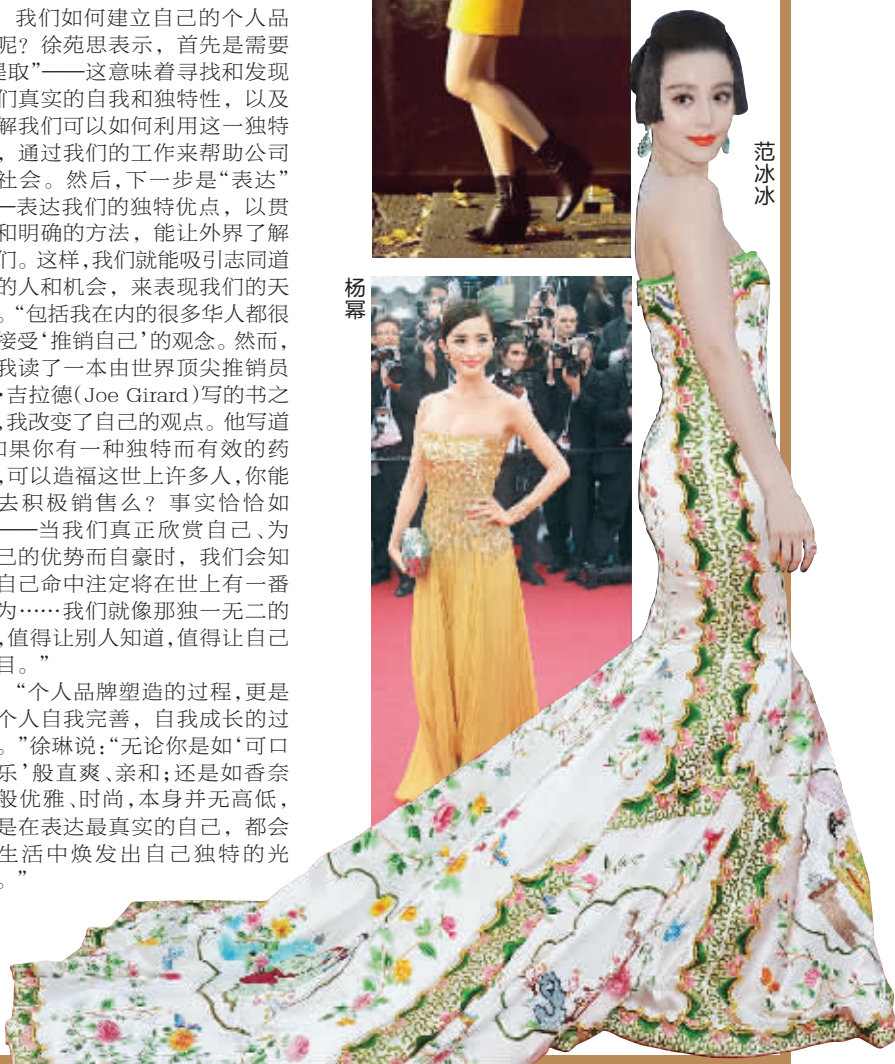 我们如何建立自己的个人品
呢？徐苑思表示，首先是需要
提取”——这意味着寻找和发现
们真实的自我和独特性，以及
解我们可以如何利用这一独特
，通过我们的工作来帮助公司
社会。然后，下一步是“表达”
—表达我们的独特优点，以贯
和明确的方法，能让外界了解
们。这样，我们就能吸引志同道
的人和机会，来表现我们的天
。“包括我在内的很多华人都很
接受‘推销自己’的观念。然而，
我读了一本由世界顶尖推销员
·吉拉德(Joe Girard)写的书之
，我改变了自己的观点。他写道
如果你有一种独特而有效的药
，可以造福这世上许多人，你能
去积极销售么？事实恰恰如
——当我们真正欣赏自己、为
己的优势而自豪时，我们会知
自己命中注定将在世上有一番
为……我们就像那独一无二的
，值得让别人知道，值得让自己
目。”
“个人品牌塑造的过程，更是
个人自我完善，自我成长的过
。”徐琳说：“无论你是如‘可口
乐’般直爽、亲和；还是如香奈
般优雅、时尚，本身并无高低，
是在表达最真实的自己，都会
生活中焕发出自己独特的光
。”
杨幂
范冰冰